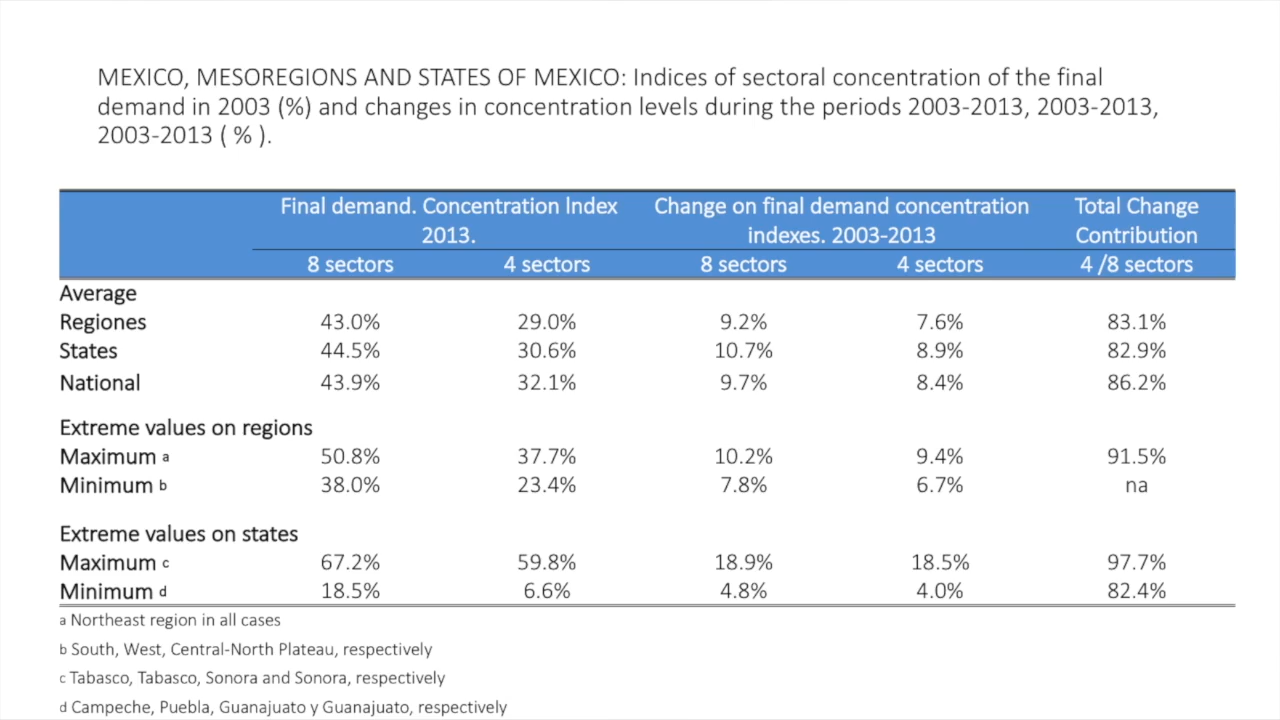 MEXICO, MESOREGIONS AND STATES OF MEXICO: Indices of sectoral concentration of the final
demand in 2003 (%) and changes in concentration levels during the periods 2003-2013, 2003-2013,
2003-2013 ( % ).
Final demand. Concentration Index Change on final demand concentration Total Change
2013. indexes. 2003-2013 Contribution
8 sectors 4 sectors 8 sectors 4 sectors 4 /8 sectors
Average
Regiones 43.0% 29.0% 9.2% 7.6% 83.1%
States 44.5% 30.6% 10.7% 8.9% 82.9%
National 43.9% 32.1% 9.7% 8.4% 86.2%
Extreme values on regions
Maximum a 50.8% 37.7% 10.2% 9.4% 91.5%
Minimum b 38.0% 23.4% 7.8% 6.7% na
Extreme values on states
Maximum c 67.2% 59.8% 18.9% 18.5% 97.7%
Minimum d 18.5% 6.6% 4.8% 4.0% 82.4%
a Northeast region in all cases
b South, West, Central-North Plateau, respectively
c Tabasco, Tabasco, Sonora and Sonora, respectively
d Campeche, Puebla, Guanajuato y Guanajuato, respectively